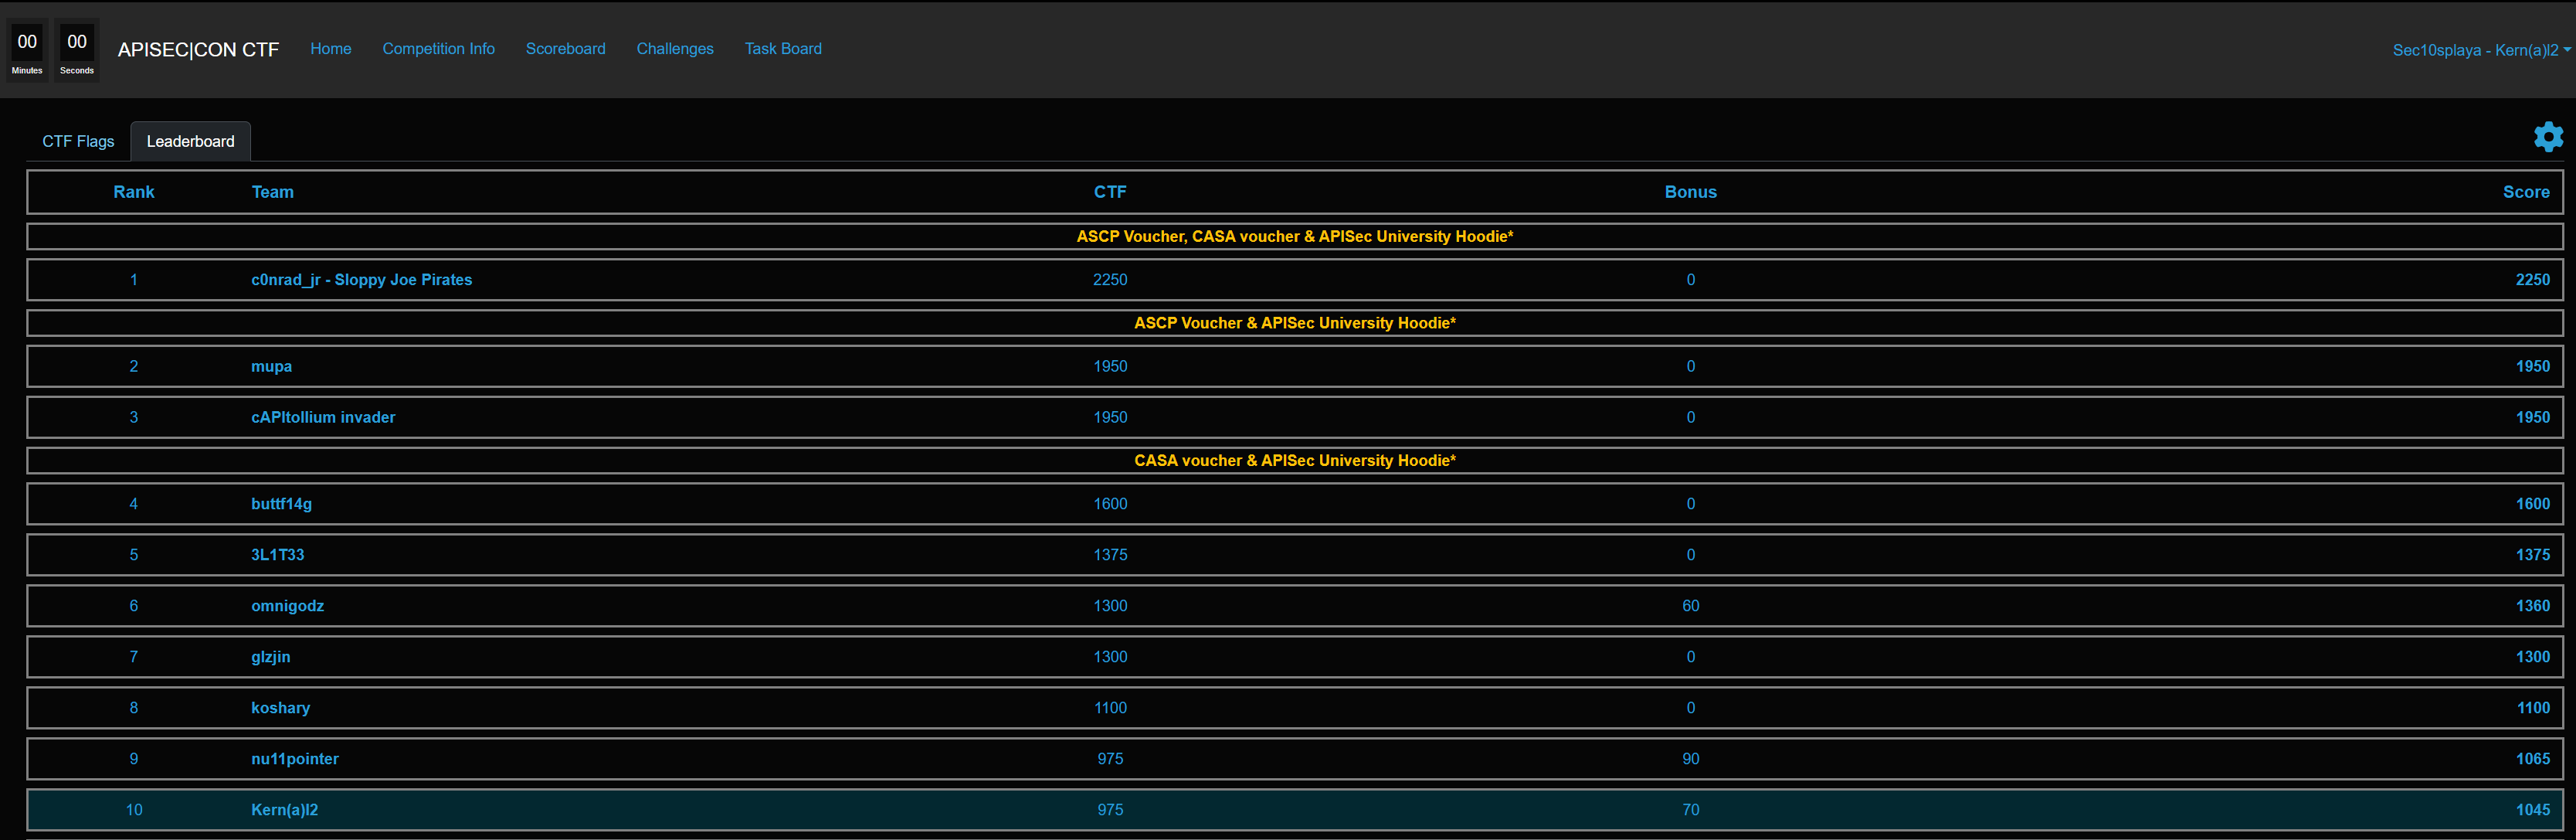 00 00
Minutes Seconds
APISEC|CON CTF Home Competition Info Scoreboard Challenges Task Board Sec10splaya - Kern(a)l2
CTF Flags Leaderboard
Rank Team CTF Bonus Score
ASCP Voucher, CASA voucher & APISec University Hoodie*
1 c0nrad_jr - Sloppy Joe Pirates 2250 0 2250
ASCP Voucher & APISec University Hoodie*
2 mupa 1950 0 1950
3 cAPItollium invader 1950 0 1950
CASA voucher & APISec University Hoodie*
4 buttf14g 1600 0 1600
5 3L1T33 1375 0 1375
6 omnigodz 1300 60 1360
7 glzjin 1300 0 1300
8 koshary 1100 0 1100
9 nu11pointer 975 90 1065
10 Kern(a)l2 975 70 1045